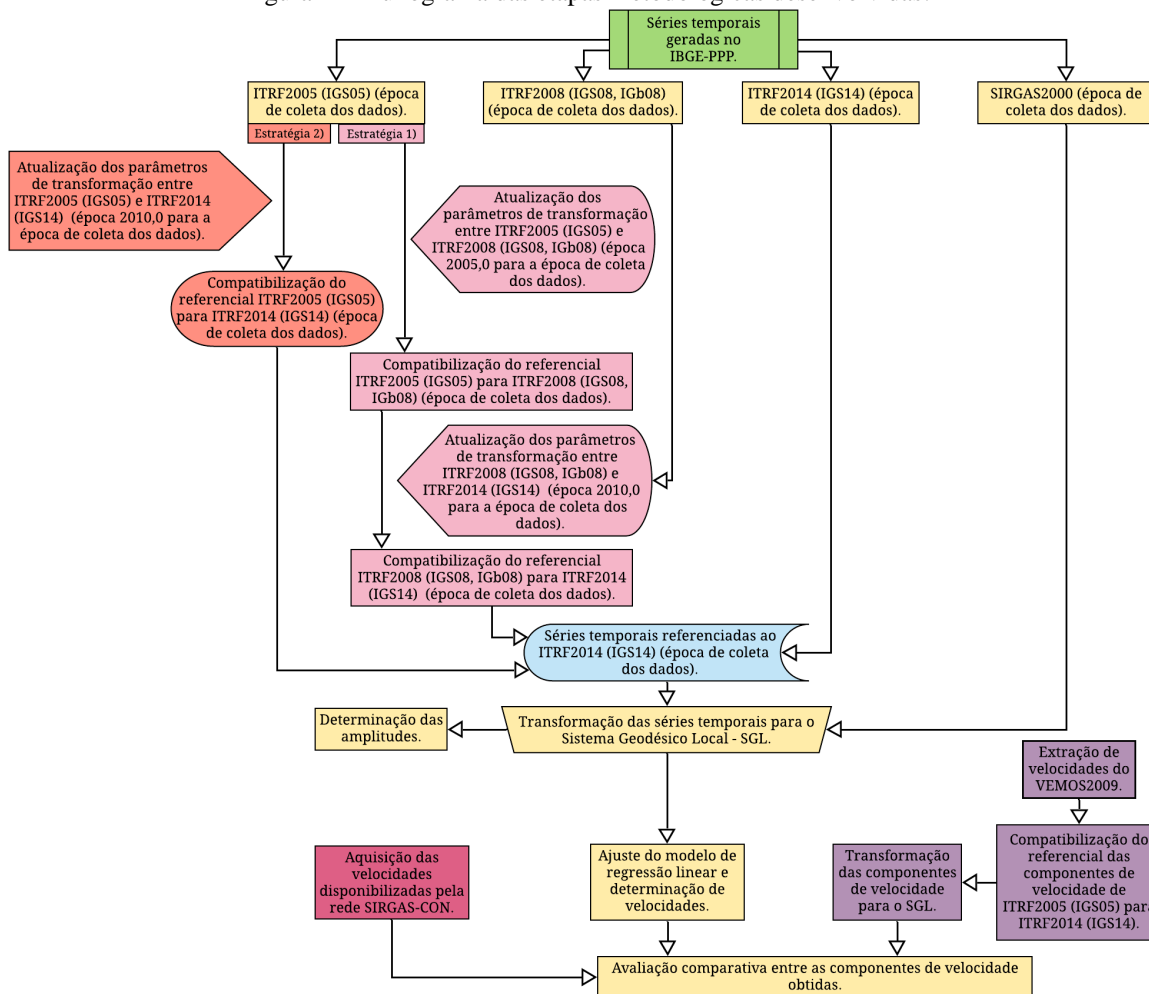 Séries temporais
geradas no
IBGE-PPP.
ITRF2005 (IGS05) (época
de coleta dos dados).
ITRF2008 (IGS08, IGb08)
(época de coleta dos dados).
ITRF2014 (IGS14) (época
de coleta dos dados).
SIRGAS2000 (época de
coleta dos dados).
Estratégia 2)
Estratégia 1)
Atualização dos parâmetros
de transformação entre
ITRF2005 (IGS05) e ITRF2014
(IGS14) (época 2010,0 para a
época de coleta dos dados).
Atualização dos
parâmetros de transformação
entre ITRF2005 (IGS05) e
ITRF2008 (IGS08, IGb08) (época
2005,0 para a época de coleta
dos dados).
Compatibilização do
referencial ITRF2005 (IGS05)
para ITRF2014 (IGS14) (época
de coleta dos dados).
Compatibilização do referencial
ITRF2005 (IGS05) para ITRF2008 (IGS08,
IGb08) (época de coleta dos dados).
Atualização dos parâmetros
de transformação entre
ITRF2008 (IGS08, IGb08) e
ITRF2014 (IGS14) (época 2010,0
para a época de coleta dos
dados).
Compatibilização do referencial
ITRF2008 (IGS08, IGb08) para ITRF2014
(IGS14) (época de coleta dos dados).
Séries temporais referenciadas ao
ITRF2014 (IGS14) (época de coleta
dos dados).
Determinação das
amplitudes.
Transformação das séries temporais para o
Sistema Geodésico Local - SGL.
Extração de
velocidades do
VEMOS2009.
Aquisição das
velocidades
disponibilizadas pela
rede SIRGAS-CON.
Ajuste do modelo de
regressão linear e
determinação de
velocidades.
Transformação
das componentes
de velocidade
para o SGL.
Compatibilização do
referencial das
componentes de
velocidade de
ITRF2005 (IGS05) para
ITRF2014 (IGS14).
Avaliação comparativa entre as componentes de velocidade
obtidas.